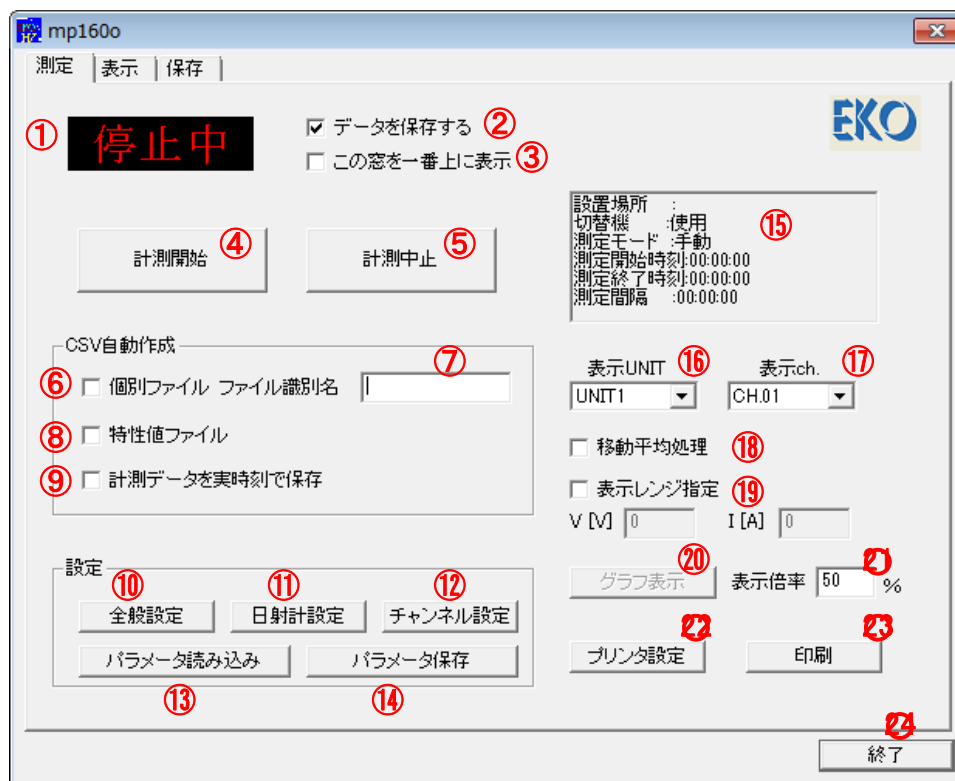 mp160o
測定 表示 保存
① 停止中
データを保存する ②
この窓を一番上に表示 ③
EKO
計測開始 ④
計測中止 ⑤
設置場所 :
切替機 :使用 ⑮
測定モード :手動
測定開始時刻:00:00:00
測定終了時刻:00:00:00
測定間隔 :00:00:00
CSV自動作成
⑥ 個別ファイル ファイル識別名 ⑦
⑧ 特性値ファイル
⑨ 計測データを実時刻で保存
表示UNIT ⑯ 表示ch. ⑰
UNIT1 CH.01
移動平均処理 ⑱
表示レンジ指定 ⑲
V [V] 0 I [A] 0
グラフ表示 ⑳ 表示倍率 50 % 21
プリンタ設定 22 印刷 23
設定
⑩ ⑪ ⑫
全般設定 日射計設定 チャンネル設定
パラメータ読み込み パラメータ保存
⑬ ⑭
24
終了